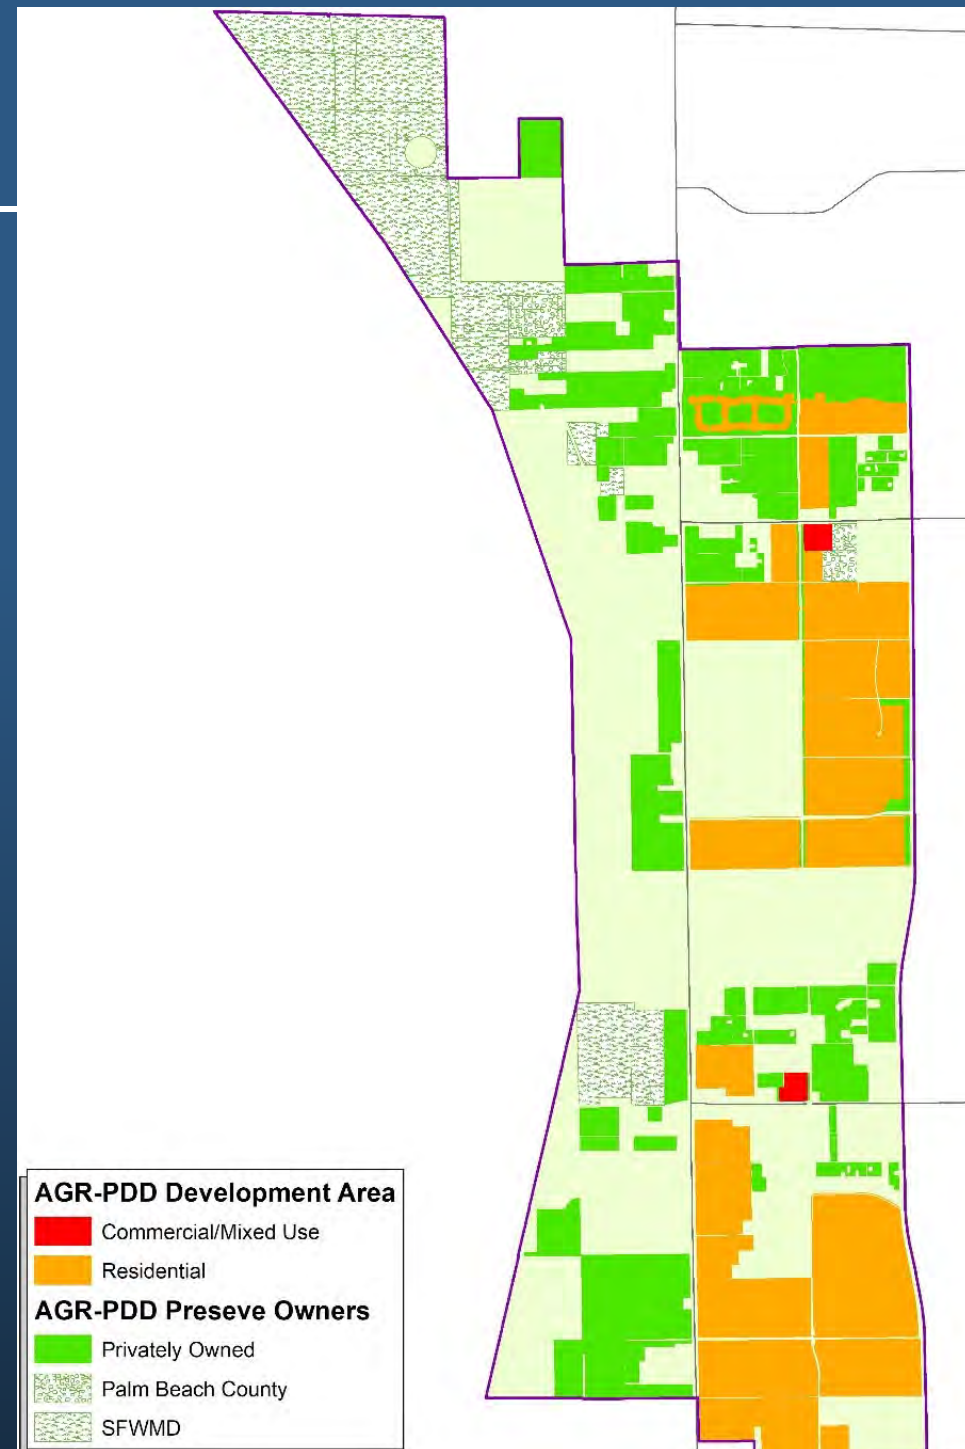 AGR-PDD Development Area
Commercial/Mixed Use
Residential
AGR-PDD Preseve Owners
Privately Owned
Palm Beach County
SFWMD